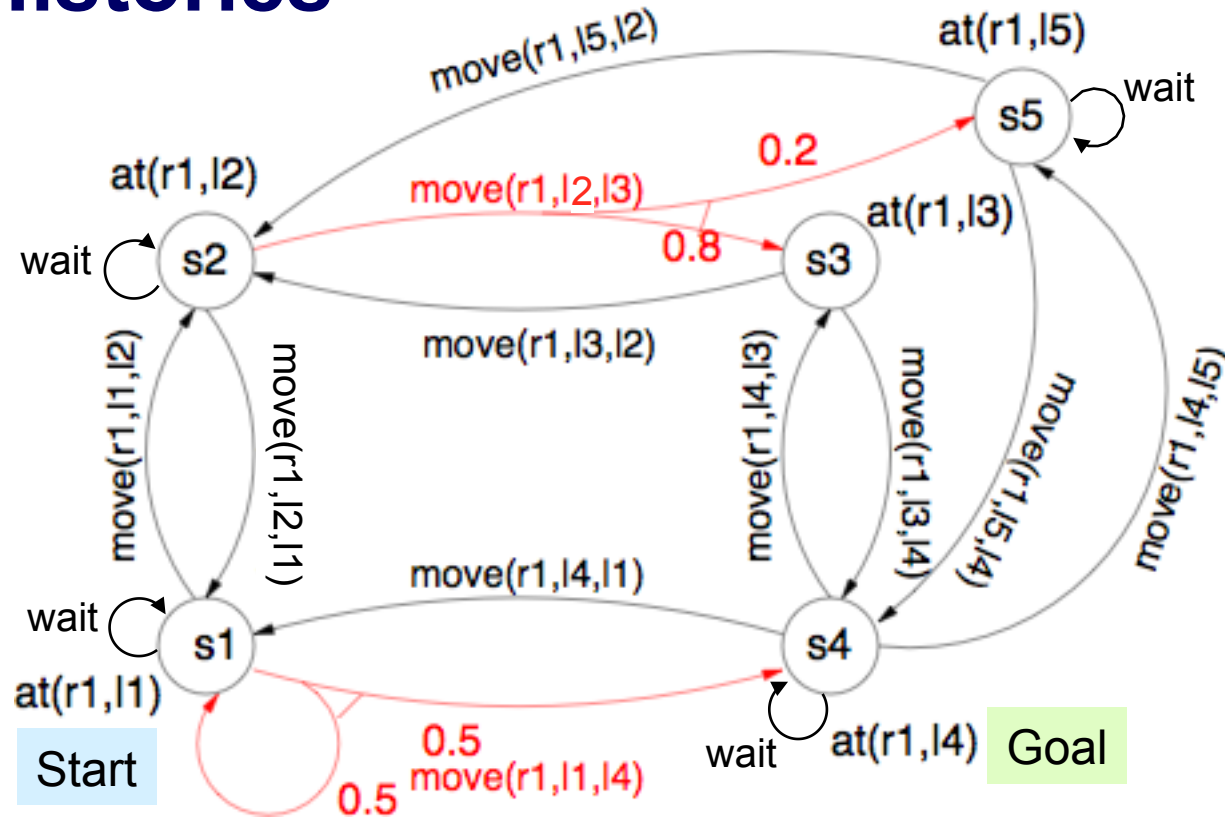 at(r1,l5)
move(r1,l5,l2)
wait
s5
0.2
at(r1,l2)
move(r1,l2,l3)
at(r1,l3)
wait
s2
0.8
s3
move(r1,l3,l2)
move(r1,l1,l2)
move(r1,l2,l1)
move(r1,l4,l3)
move(r1,l3,l4)
move(r1,l5,l4)
move(r1,l4,l5)
move(r1,l4,l1)
wait
s1
s4
at(r1,l1)
Start
0.5
0.5
move(r1,l1,l4)
wait
at(r1,l4)
Goal